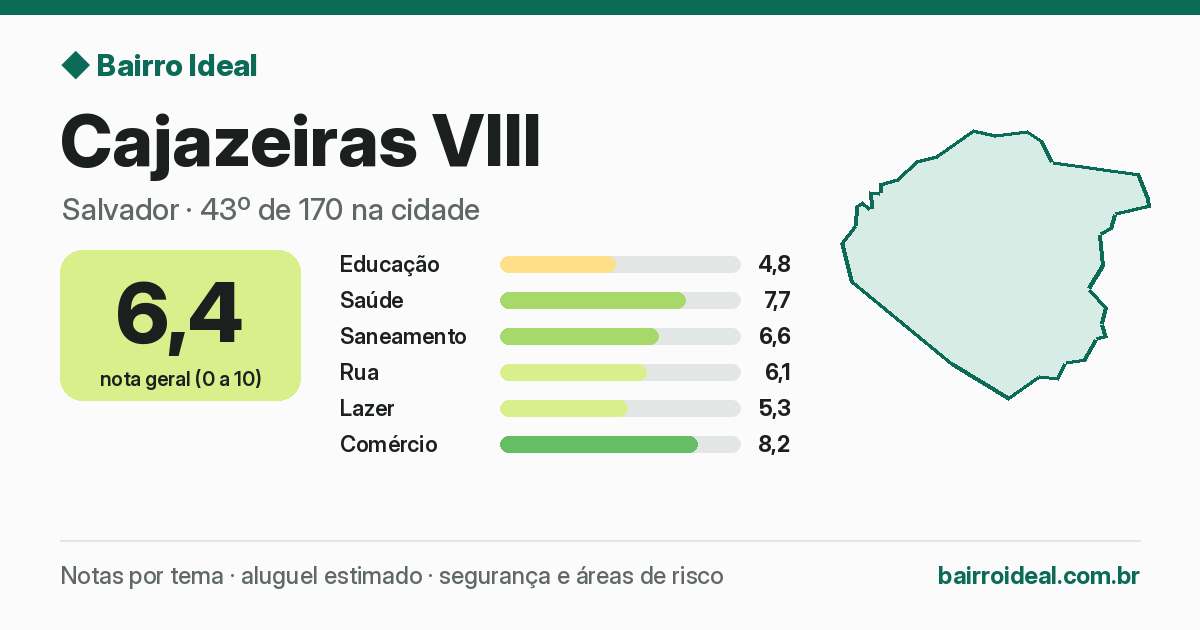 Bairro Ideal
Cajazeiras VIII
Salvador · 43º de 170 na cidade
6,4
nota geral (0 a 10)
Educação 4,8
Saúde 7,7
Saneamento 6,6
Rua 6,1
Lazer 5,3
Comércio 8,2
Notas por tema · aluguel estimado · segurança e áreas de risco
bairroideal.com.br